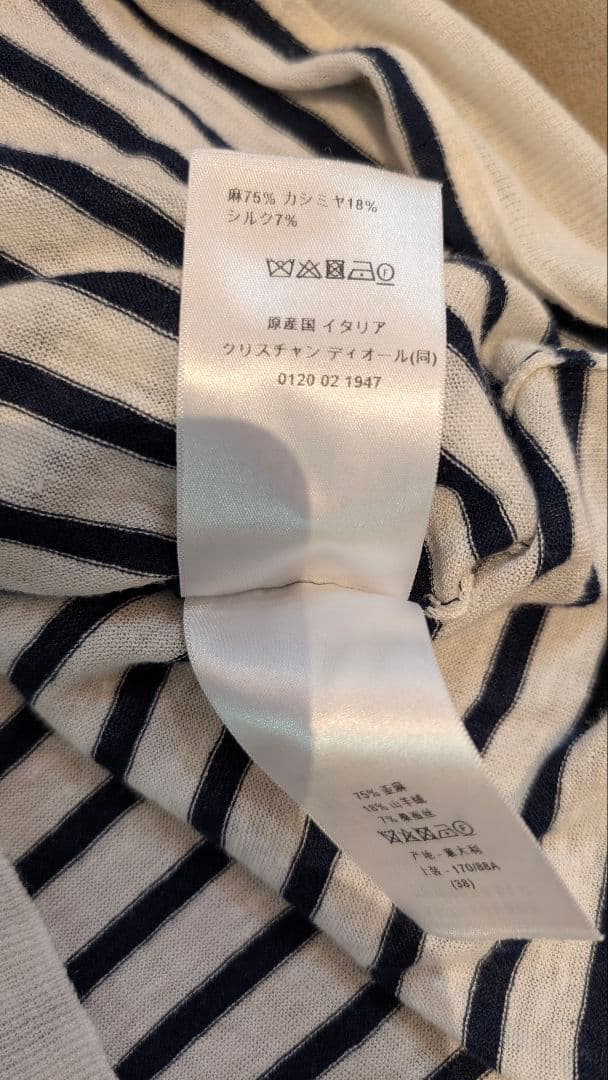 麻75% カシミヤ18%
シルク7%
原産国 イタリア
クリスチャン ディオール(同)
0120 02 1947
75% 亚麻
18% 山羊绒
7% 桑蚕丝
产地 - 意大利
上装 - 170/88A
(38)